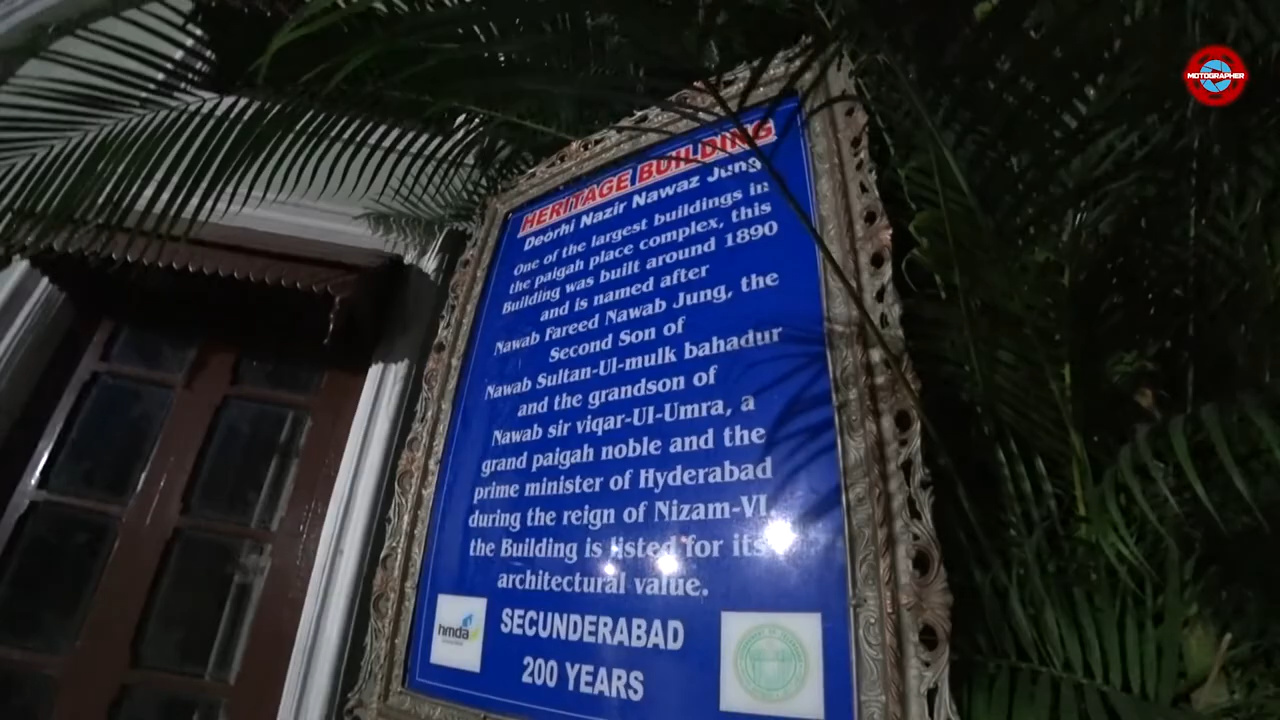 MOTOGRAPHER
HERITAGE BUILDING
Deorhi Nazir Nawaz Jung
One of the largest buildings in
the paigah place complex, this
Building was built around 1890
and is named after
Nawab Fareed Nawab Jung, the
Second Son of
Nawab Sultan-Ul-mulk bahadur
and the grandson of
Nawab sir viqar-Ul-Umra, a
grand paigah noble and the
prime minister of Hyderabad
during the reign of Nizam-VI.
the Building is listed for its
architectural value.
hmda
SECUNDERABAD
200 YEARS